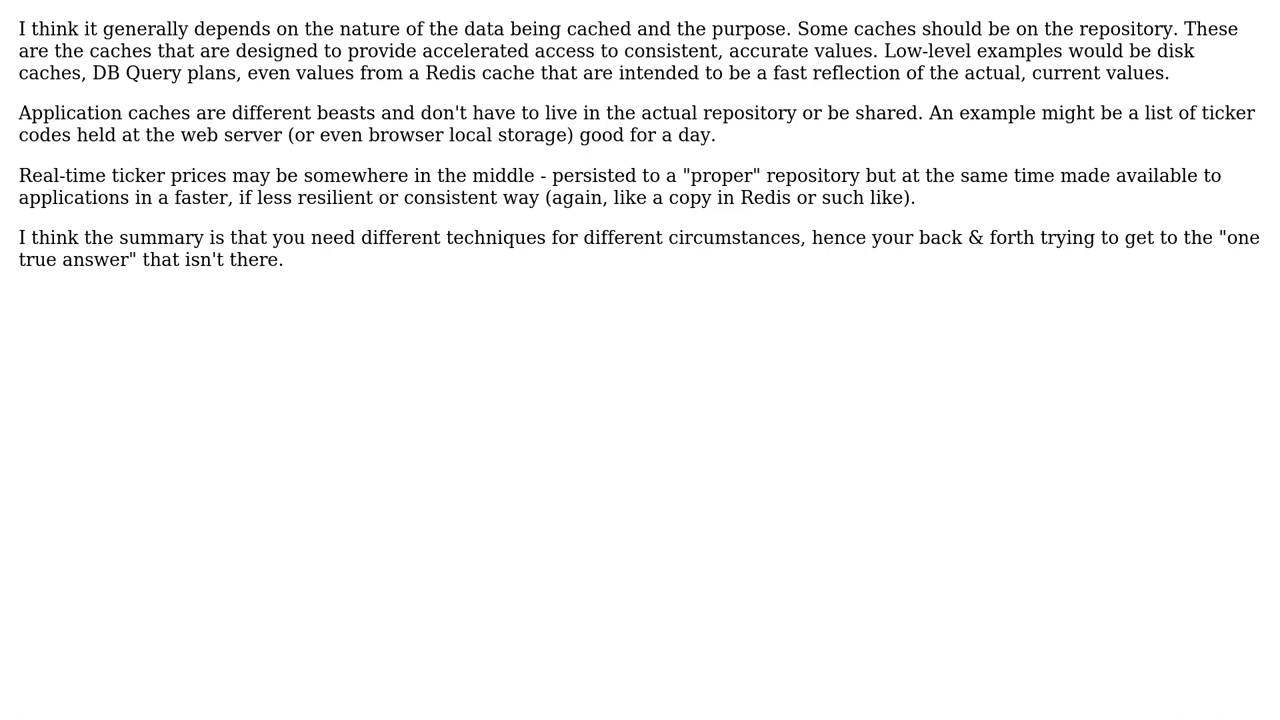 I think it generally depends on the nature of the data being cached and the purpose. Some caches should be on the repository. These
are the caches that are designed to provide accelerated access to consistent, accurate values. Low-level examples would be disk
caches, DB Query plans, even values from a Redis cache that are intended to be a fast reflection of the actual, current values.
Application caches are different beasts and don't have to live in the actual repository or be shared. An example might be a list of ticker
codes held at the web server (or even browser local storage) good for a day.
Real-time ticker prices may be somewhere in the middle - persisted to a "proper" repository but at the same time made available to
applications in a faster, if less resilient or consistent way (again, like a copy in Redis or such like).
I think the summary is that you need different techniques for different circumstances, hence your back & forth trying to get to the "one
true answer" that isn't there.